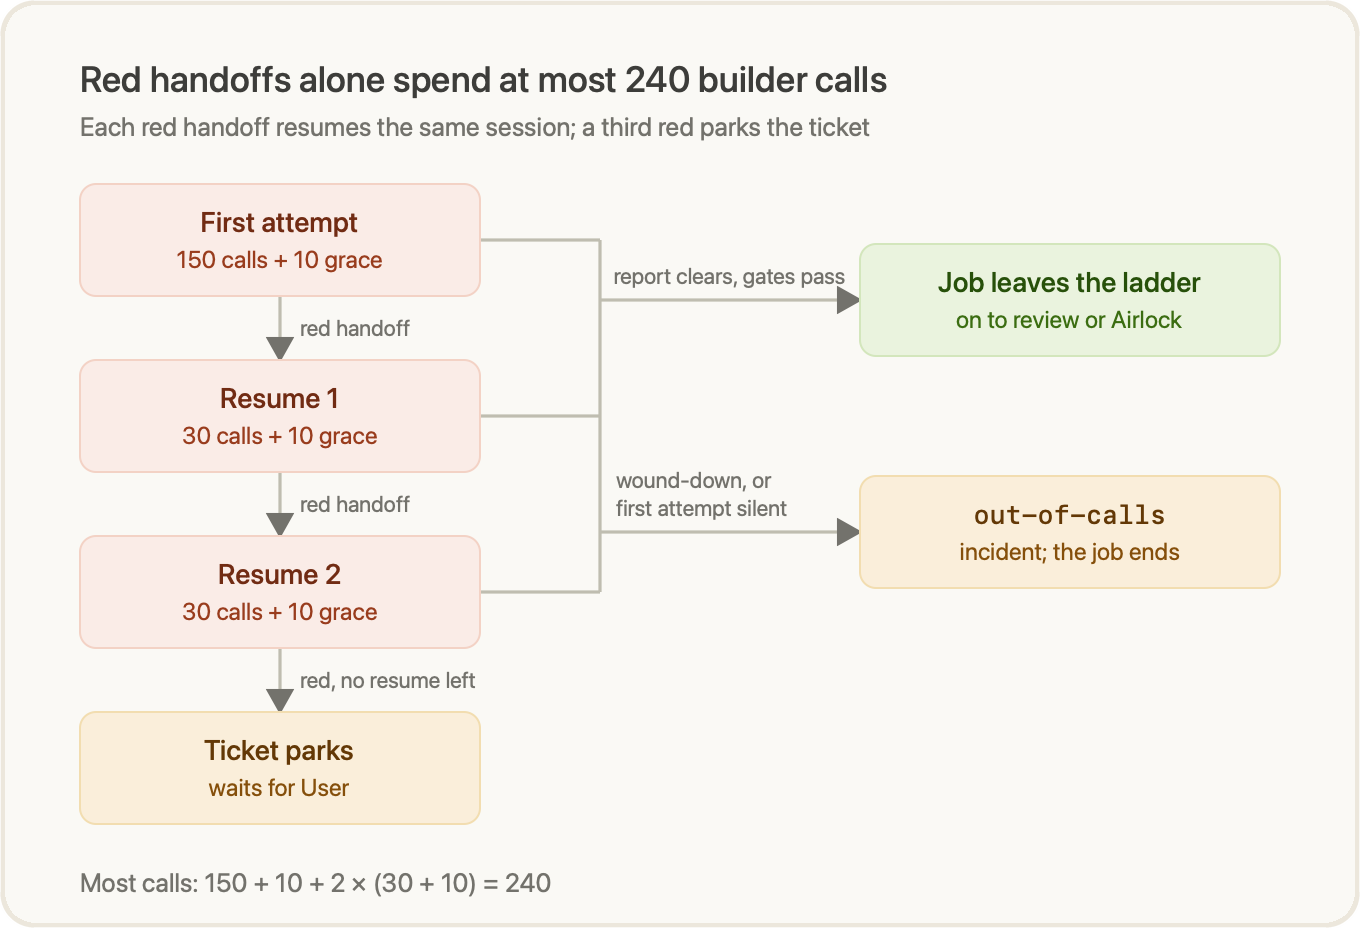 Red handoffs alone spend at most 240 builder calls
Each red handoff resumes the same session; a third red parks the ticket
First attempt
150 calls + 10 grace
red handoff
report clears, gates pass
Job leaves the ladder
on to review or Airlock
Resume 1
30 calls + 10 grace
red handoff
wound-down, or
first attempt silent
out-of-calls
incident; the job ends
Resume 2
30 calls + 10 grace
red, no resume left
Ticket parks
waits for User
Most calls: 150 + 10 + 2 × (30 + 10) = 240